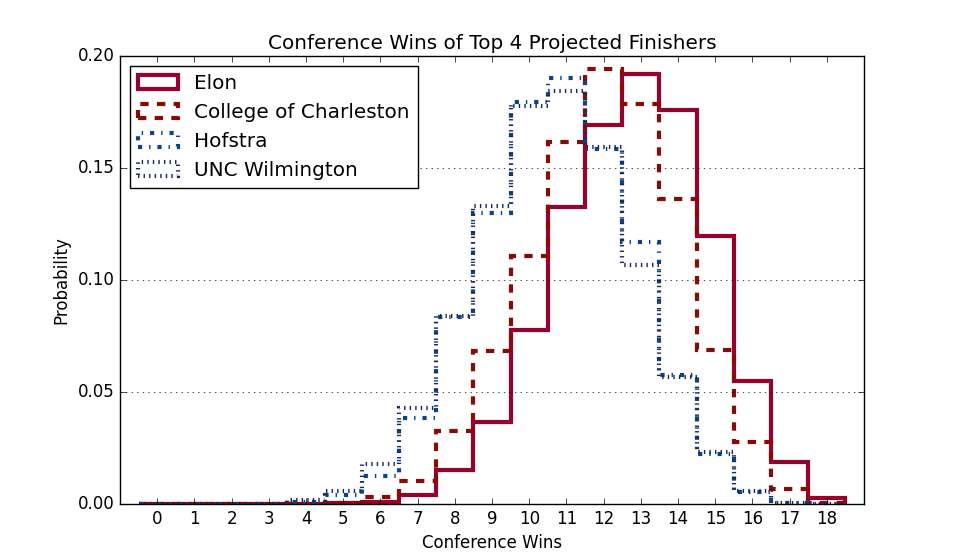 Conference Wins of Top 4 Projected Finishers
0.20
0.15
0.10
0.05
0.00
Probability
Elon
College of Charleston
Hofstra
UNC Wilmington
0 1 2 3 4 5 6 7 8 9 10 11 12 13 14 15 16 17 18
Conference Wins